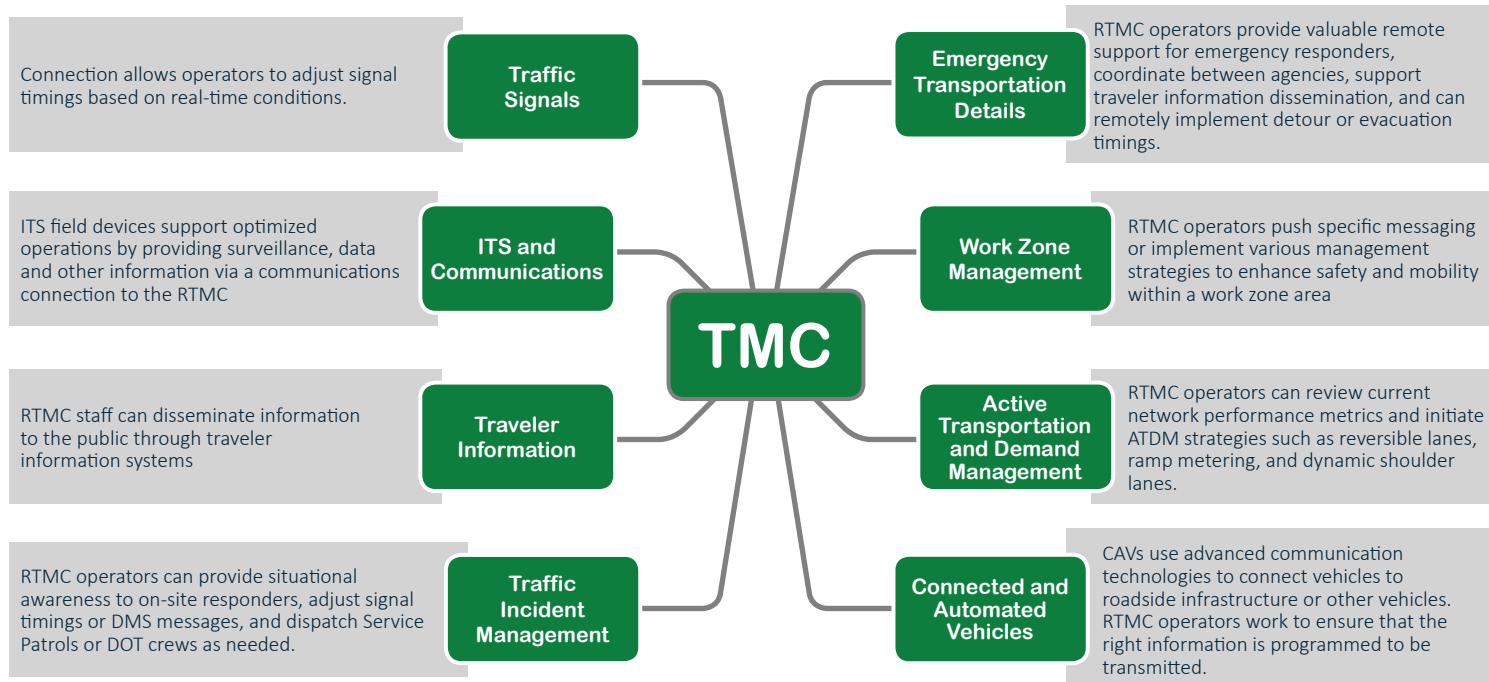 Connection allows operators to adjust signal
timings based on real-time conditions.
Traffic
Signals
ITS field devices support optimized
operations by providing surveillance, data
and other information via a communications
connection to the RTMC
ITS and
Communications
RTMC staff can disseminate information
to the public through traveler
information systems
Traveler
Information
RTMC operators can provide situational
awareness to on-site responders, adjust signal
timings or DMS messages, and dispatch Service
Patrols or DOT crews as needed.
Traffic
Incident
Management
TMC
Emergency
Transportation
Details
RTMC operators provide valuable remote
support for emergency responders,
coordinate between agencies, support
traveler information dissemination, and can
remotely implement detour or evacuation
timings.
Work Zone
Management
RTMC operators push specific messaging
or implement various management
strategies to enhance safety and mobility
within a work zone area
Active
Transportation
and Demand
Management
RTMC operators can review current
network performance metrics and initiate
ATDM strategies such as reversible lanes,
ramp metering, and dynamic shoulder
lanes.
Connected and
Automated
Vehicles
CAVs use advanced communication
technologies to connect vehicles to
roadside infrastructure or other vehicles.
RTMC operators work to ensure that the
right information is programmed to be
transmitted.